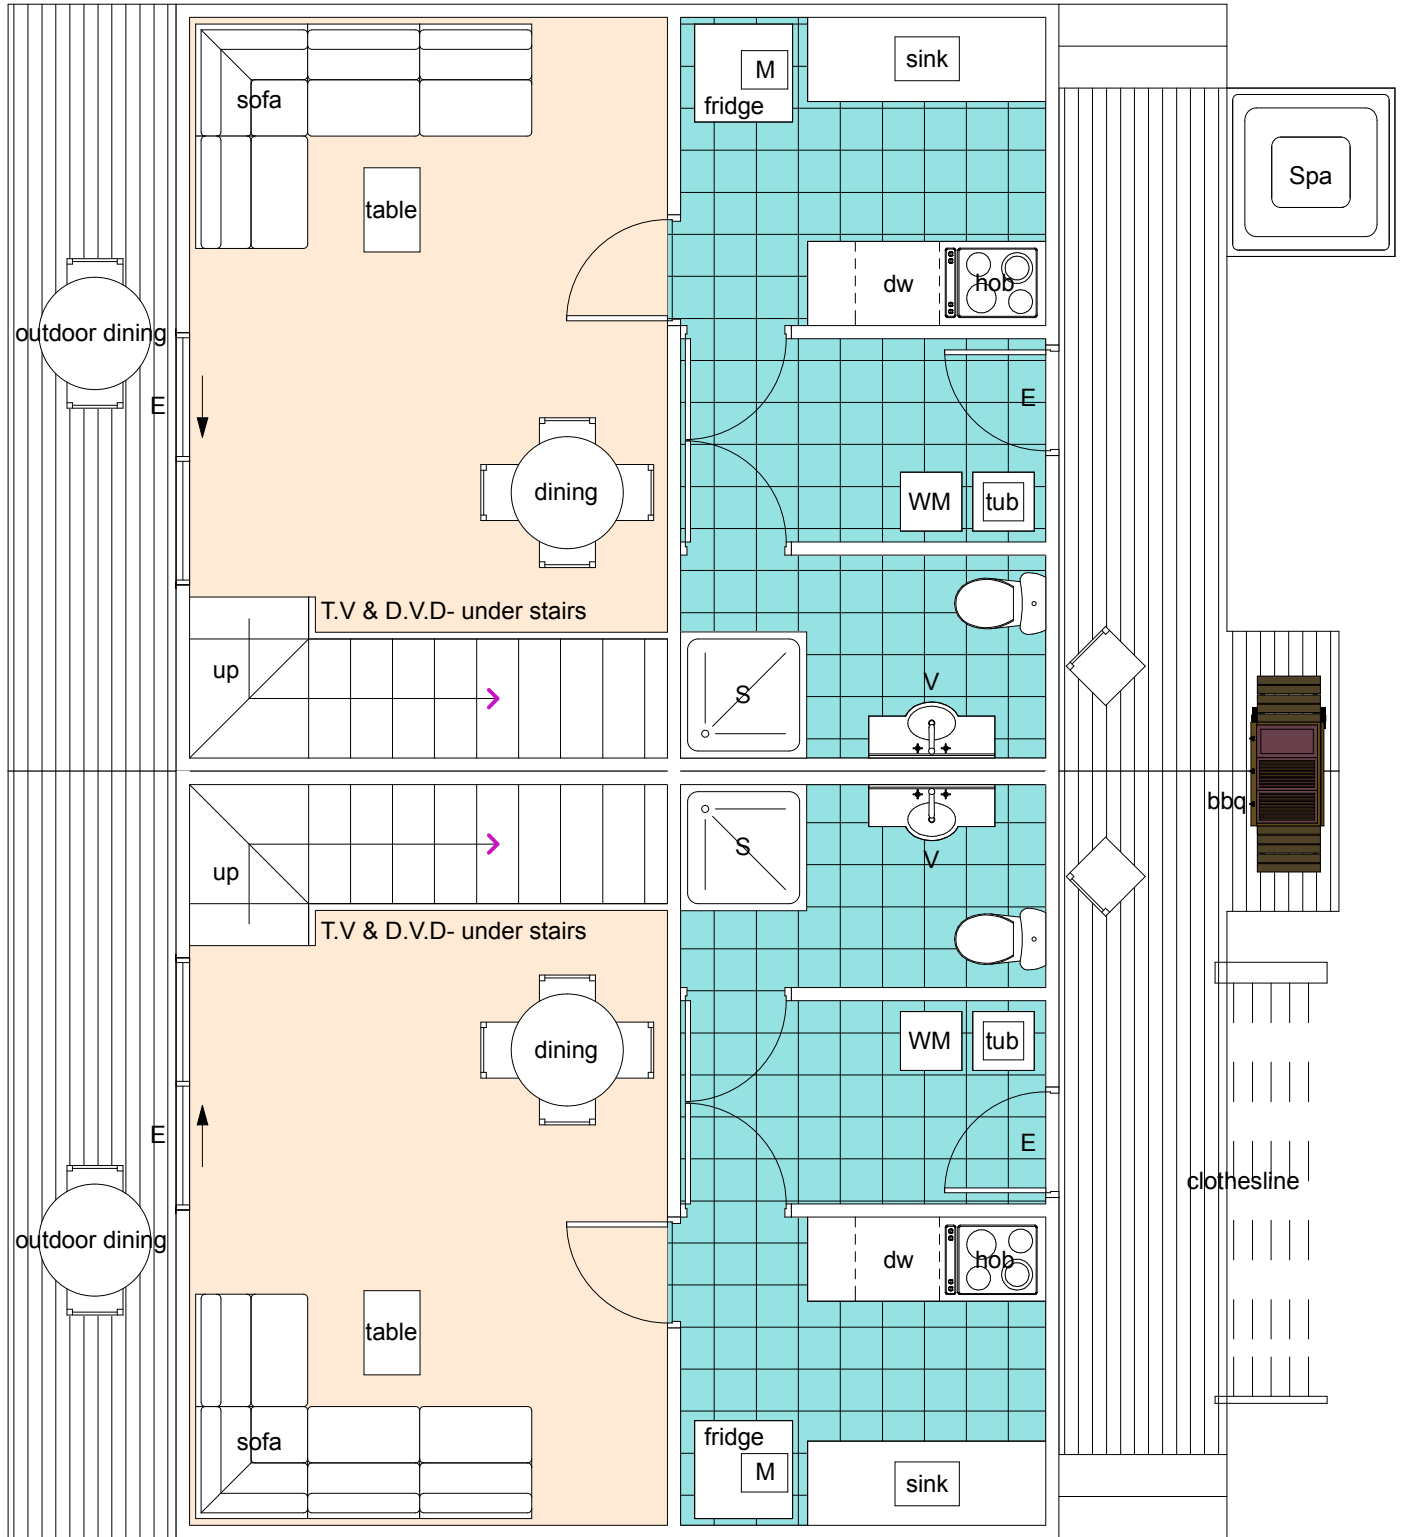 M
sink
fridge
sofa
Spa
table
dw
hob
outdoor dining
E
E
dining
WM
tub
T.V & D.V.D- under stairs
up
S
V
bbq
S
V
up
T.V & D.V.D- under stairs
dining
WM
tub
E
E
clothesline
outdoor dining
dw
hob
table
fridge
sofa
M
sink